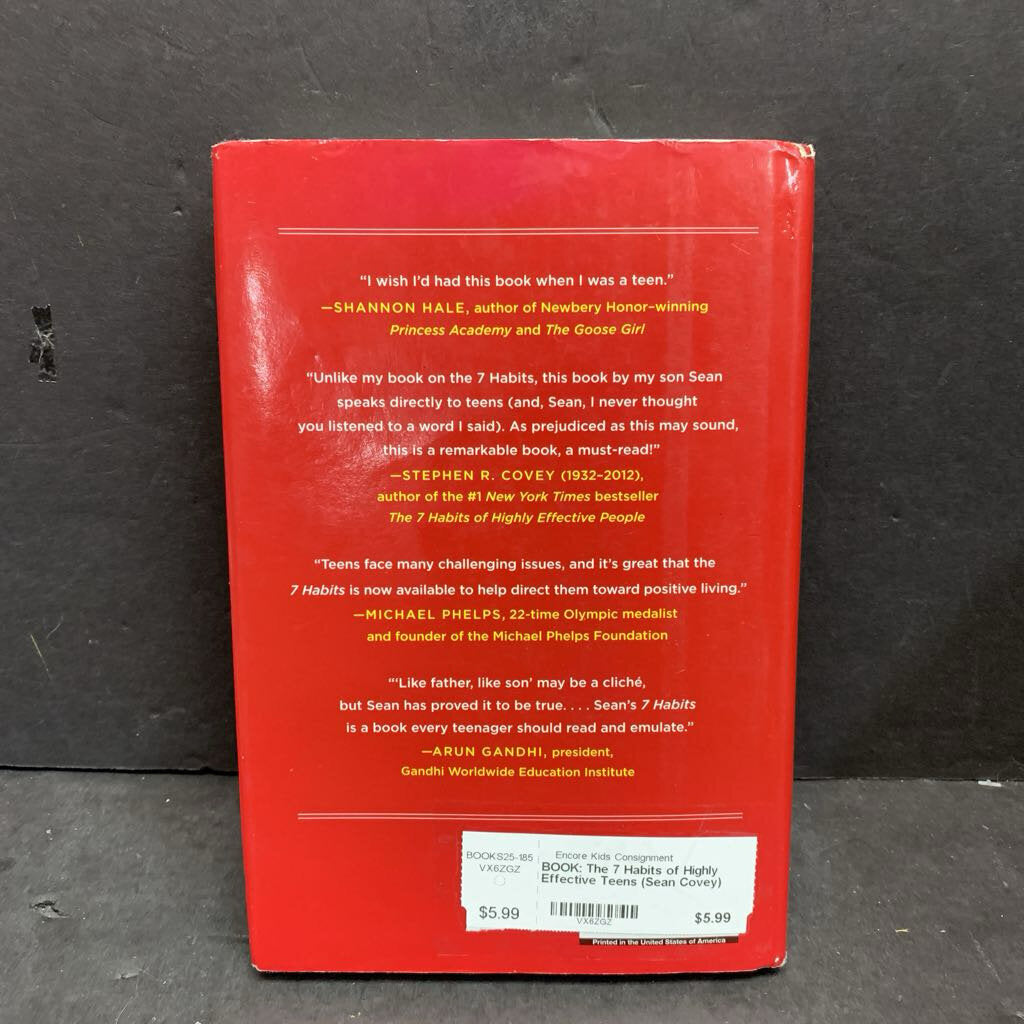 “I wish I’d had this book when I was a teen.”
—SHANNON HALE, author of Newbery Honor–winning
Princess Academy and The Goose Girl
“Unlike my book on the 7 Habits, this book by my son Sean
speaks directly to teens (and, Sean, I never thought
you listened to a word I said). As prejudiced as this may sound,
this is a remarkable book, a must-read!”
—STEPHEN R. COVEY (1932–2012),
author of the #1 New York Times bestseller
The 7 Habits of Highly Effective People
“Teens face many challenging issues, and it’s great that the
7 Habits is now available to help direct them toward positive living.”
—MICHAEL PHELPS, 22-time Olympic medalist
and founder of the Michael Phelps Foundation
“‘Like father, like son’ may be a cliché,
but Sean has proved it to be true. . . . Sean’s 7 Habits
is a book every teenager should read and emulate.”
—ARUN GANDHI, president,
Gandhi Worldwide Education Institute
BOOKS25-185
VX6ZGZ
$5.99
Encore Kids Consignment
BOOK: The 7 Habits of Highly
Effective Teens (Sean Covey)
VX6ZGZ
$5.99
Printed in the United States of America